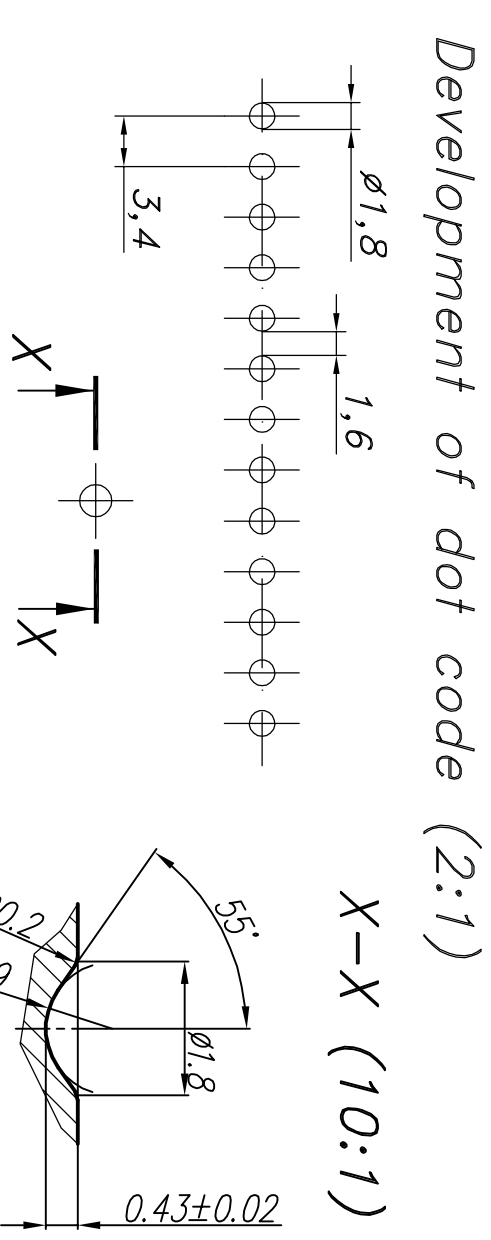 Development of dot code (2:1)
ø1,8
1,6
3,4
X
X
X-X (10:1)
55°
ø1.8
0.43±0.02